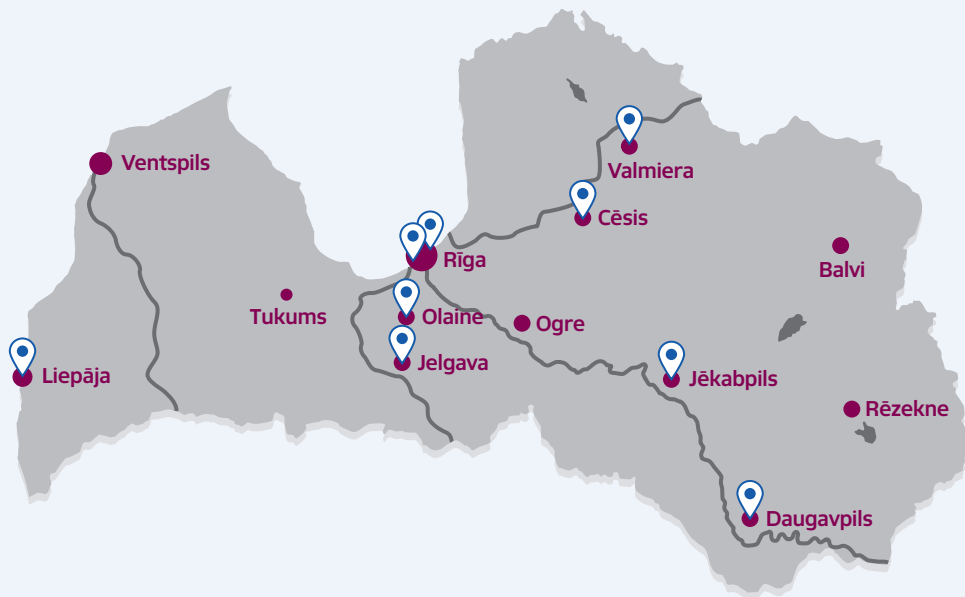 Ventspils
Valmiera
Cēsis
Rīga
Balvi
Tukums
Olaine
Ogre
Jelgava
Liepāja
Jēkabpils
Rēzekne
Daugavpils